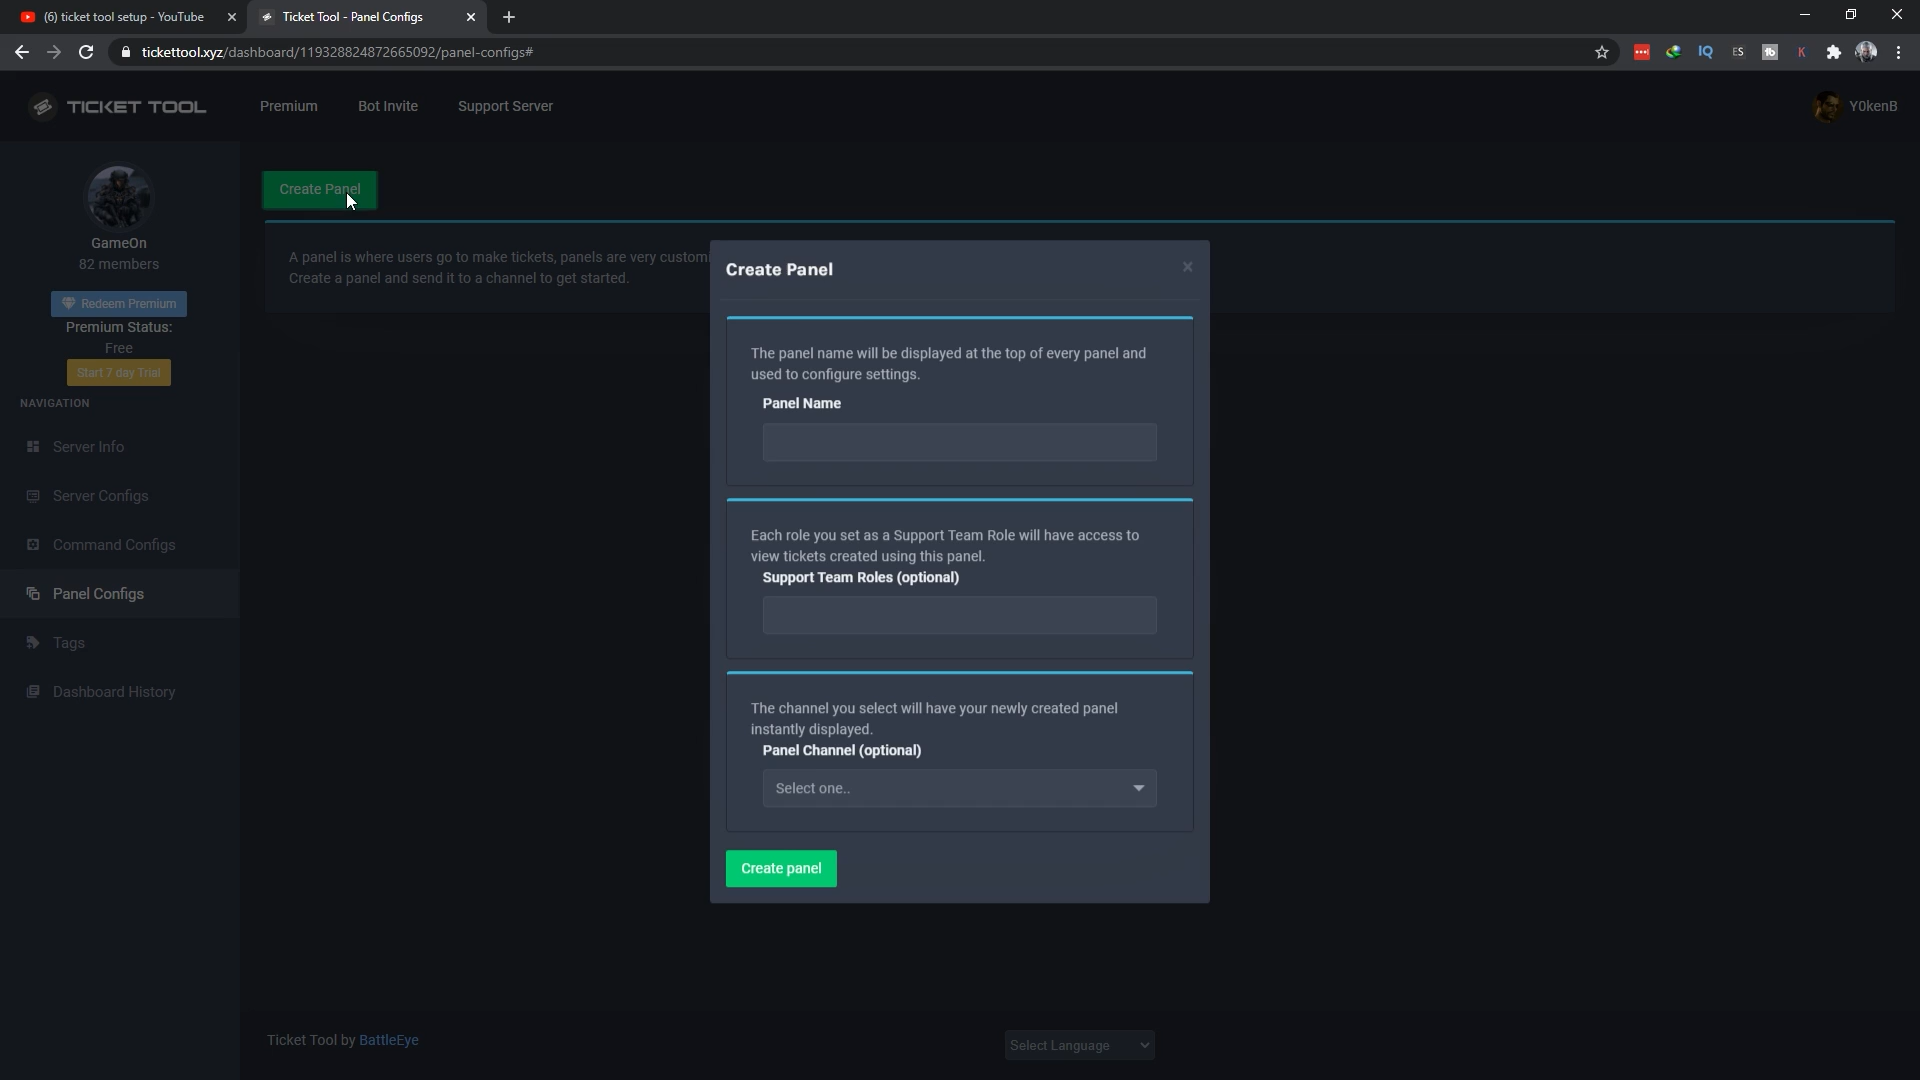 (6) ticket tool setup - YouTube
Ticket Tool - Panel Configs
tickettool.xyz/dashboard/119328824872665092/panel-configs#
IQ
ES
tb
K
TICKET TOOL
Premium
Bot Invite
Support Server
Y0kenB
GameOn
82 members
Redeem Premium
Premium Status:
Free
Start 7 day Trial
NAVIGATION
Server Info
Server Configs
Command Configs
Panel Configs
Tags
Dashboard History
Create Panel
A panel is where users go to make tickets, panels are very customi
Create a panel and send it to a channel to get started.
Create Panel
The panel name will be displayed at the top of every panel and
used to configure settings.
Panel Name
Each role you set as a Support Team Role will have access to
view tickets created using this panel.
Support Team Roles (optional)
The channel you select will have your newly created panel
instantly displayed.
Panel Channel (optional)
Select one..
Create panel
Ticket Tool by BattleEye
Select Language